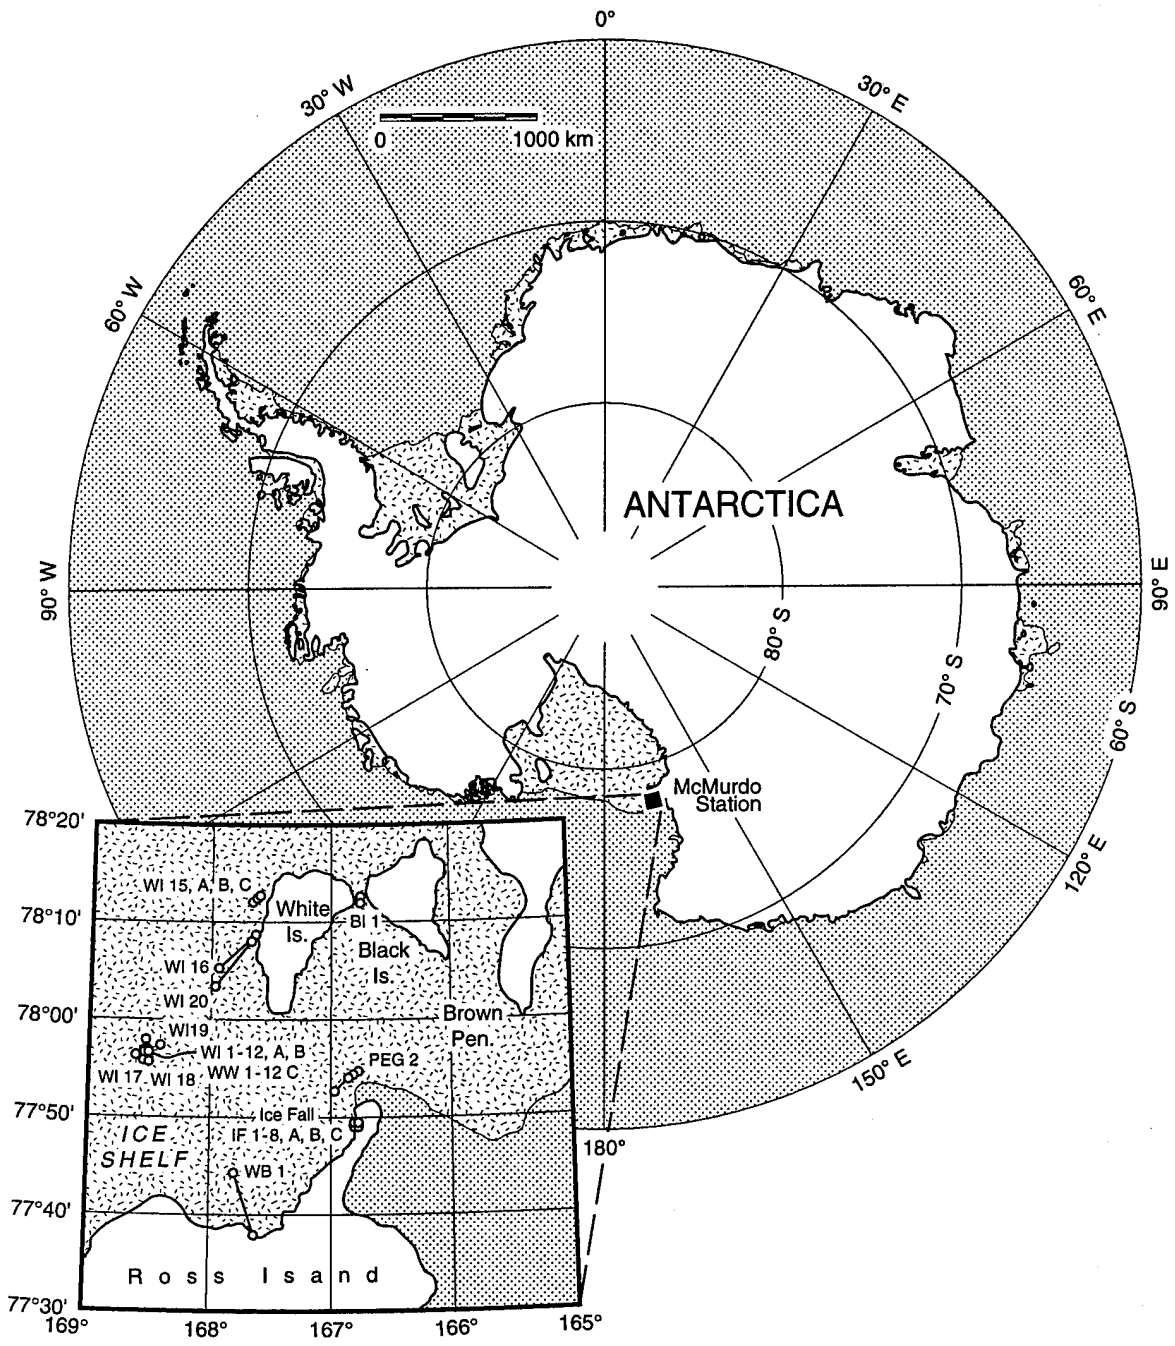 0°
30° W
30° E
0
1000 km
60° W
60° E
ANTARCTICA
90° W
90° E
80° S
70° S
60° S
McMurdo
Station
120° E
150° E
180°
78°20'
WI 15, A, B, C
White
Is.
78°10'
BI 1
Black
Is.
WI 16
WI 20
78°00'
Brown
Pen.
WI19
WI 1-12, A, B
WW 1-12 C
WI 17
WI 18
PEG 2
77°50'
Ice Fall
IF 1-8, A, B, C
ICE
SHELF
WB 1
77°40'
Ross Island
77°30'
169°
168°
167°
166°
165°